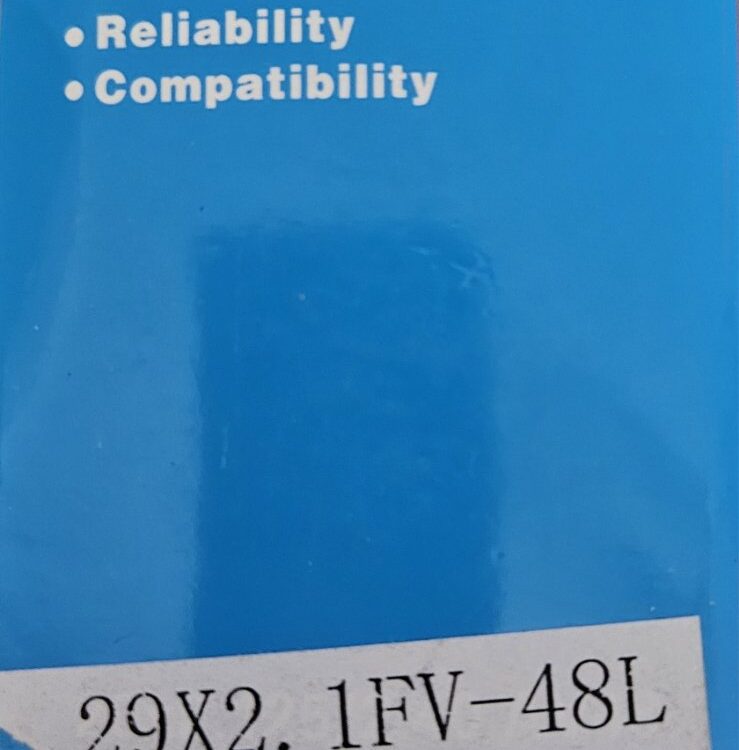 • Reliability
• Compatibility
29X2.1FV-48L